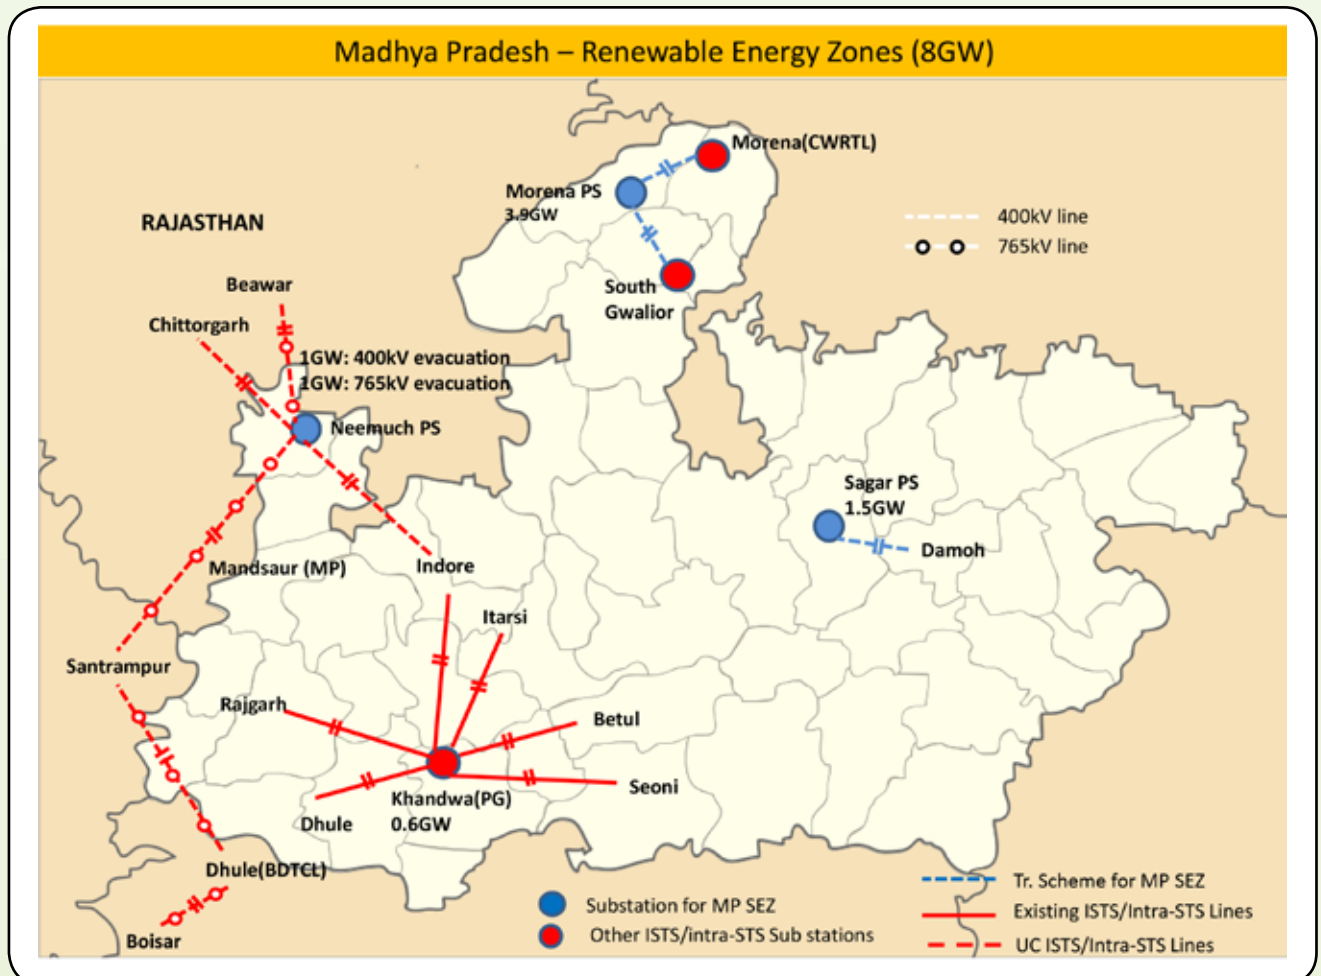 Madhya Pradesh – Renewable Energy Zones (8GW)
Morena(CWRTL)
Morena PS
3.9GW
RAJASTHAN
400kV line
765kV line
Beawar
South
Gwalior
Chittorgarh
1GW: 400kV evacuation
1GW: 765kV evacuation
Neemuch PS
Sagar PS
1.5GW
Damoh
Mandsaur (MP)
Indore
Itarsi
Santrampur
Rajgarh
Betul
Seoni
Khandwa(PG)
0.6GW
Dhule
Dhule(BDTCL)
Boisar
Substation for MP SEZ
Other ISTS/intra-STS Sub stations
Tr. Scheme for MP SEZ
Existing ISTS/Intra-STS Lines
UC ISTS/Intra-STS Lines